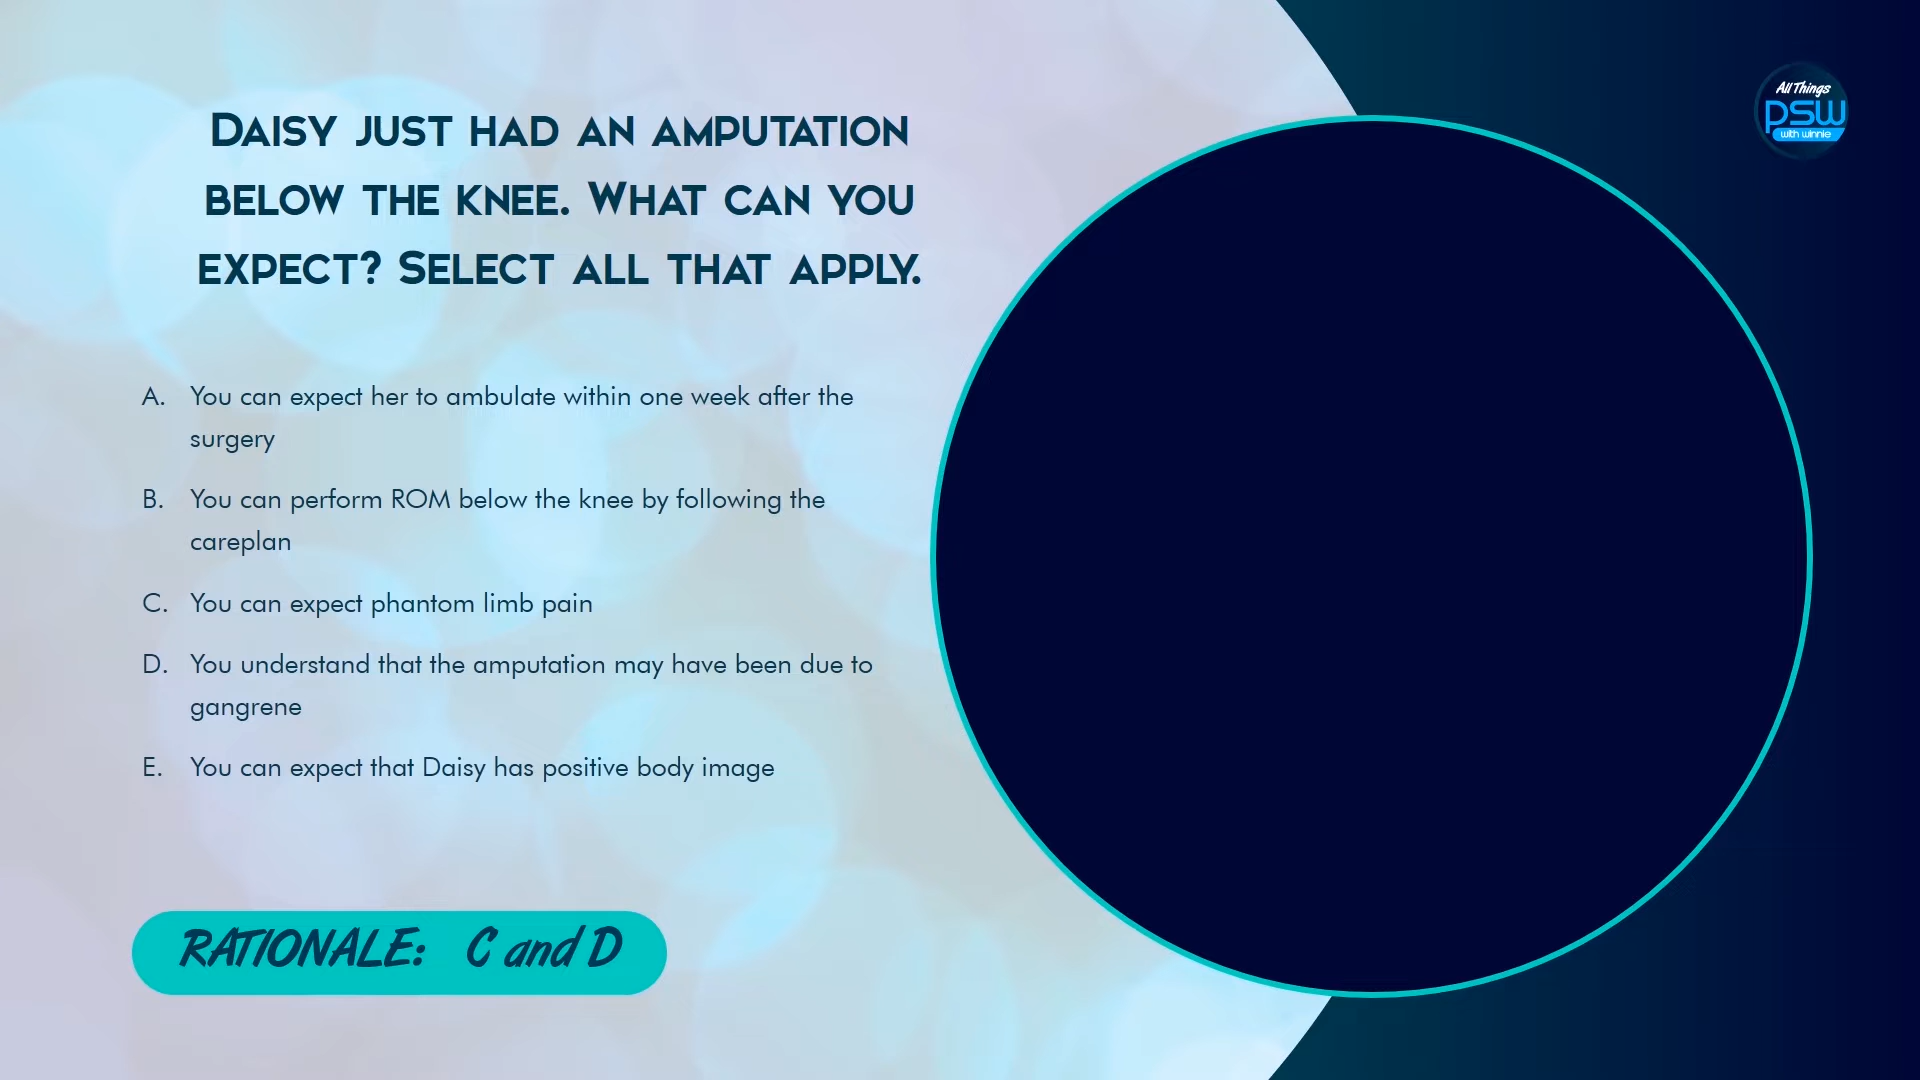 Daisy just had an amputation
below the knee. What can you
expect? Select all that apply.
A. You can expect her to ambulate within one week after the
surgery
B. You can perform ROM below the knee by following the
careplan
C. You can expect phantom limb pain
D. You understand that the amputation may have been due to
gangrene
E. You can expect that Daisy has positive body image
RATIONALE: C and D
All Things
PSW
with winnie